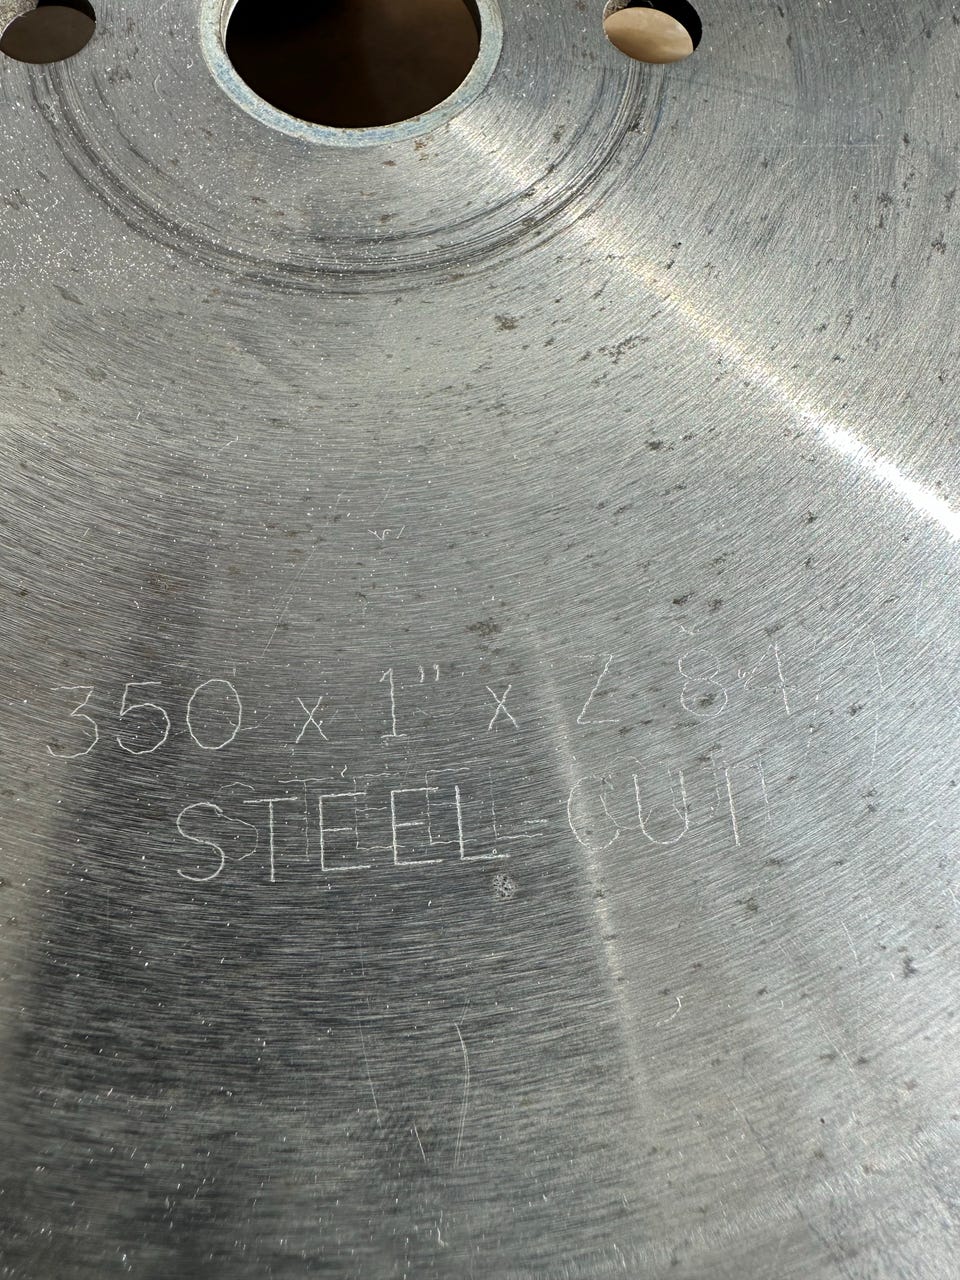 350 x 1" x Z 84
STEEL-CUT